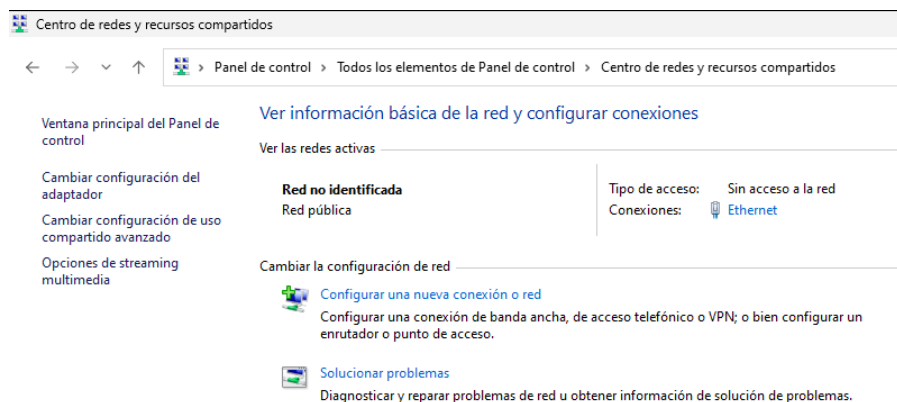 Centro de redes y recursos compartidos
Panel de control > Todos los elementos de Panel de control > Centro de redes y recursos compartidos
Ventana principal del Panel de
control
Cambiar configuración del
adaptador
Cambiar configuración de uso
compartido avanzado
Opciones de streaming
multimedia
Ver información básica de la red y configurar conexiones
Ver las redes activas
Red no identificada
Red pública
Tipo de acceso: Sin acceso a la red
Conexiones: Ethernet
Cambiar la configuración de red
Configurar una nueva conexión o red
Configurar una conexión de banda ancha, de acceso telefónico o VPN; o bien configurar un
enrutador o punto de acceso.
Solucionar problemas
Diagnosticar y reparar problemas de red u obtener información de solución de problemas.